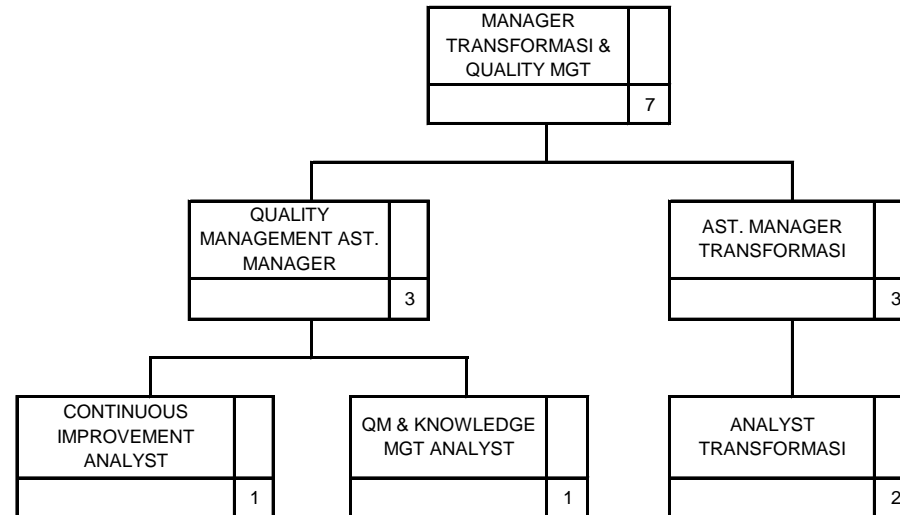 MANAGER
TRANSFORMASI &
QUALITY MGT
7
QUALITY
MANAGEMENT AST.
MANAGER
3
AST. MANAGER
TRANSFORMASI
3
CONTINUOUS
IMPROVEMENT
ANALYST
1
QM & KNOWLEDGE
MGT ANALYST
1
ANALYST
TRANSFORMASI
2